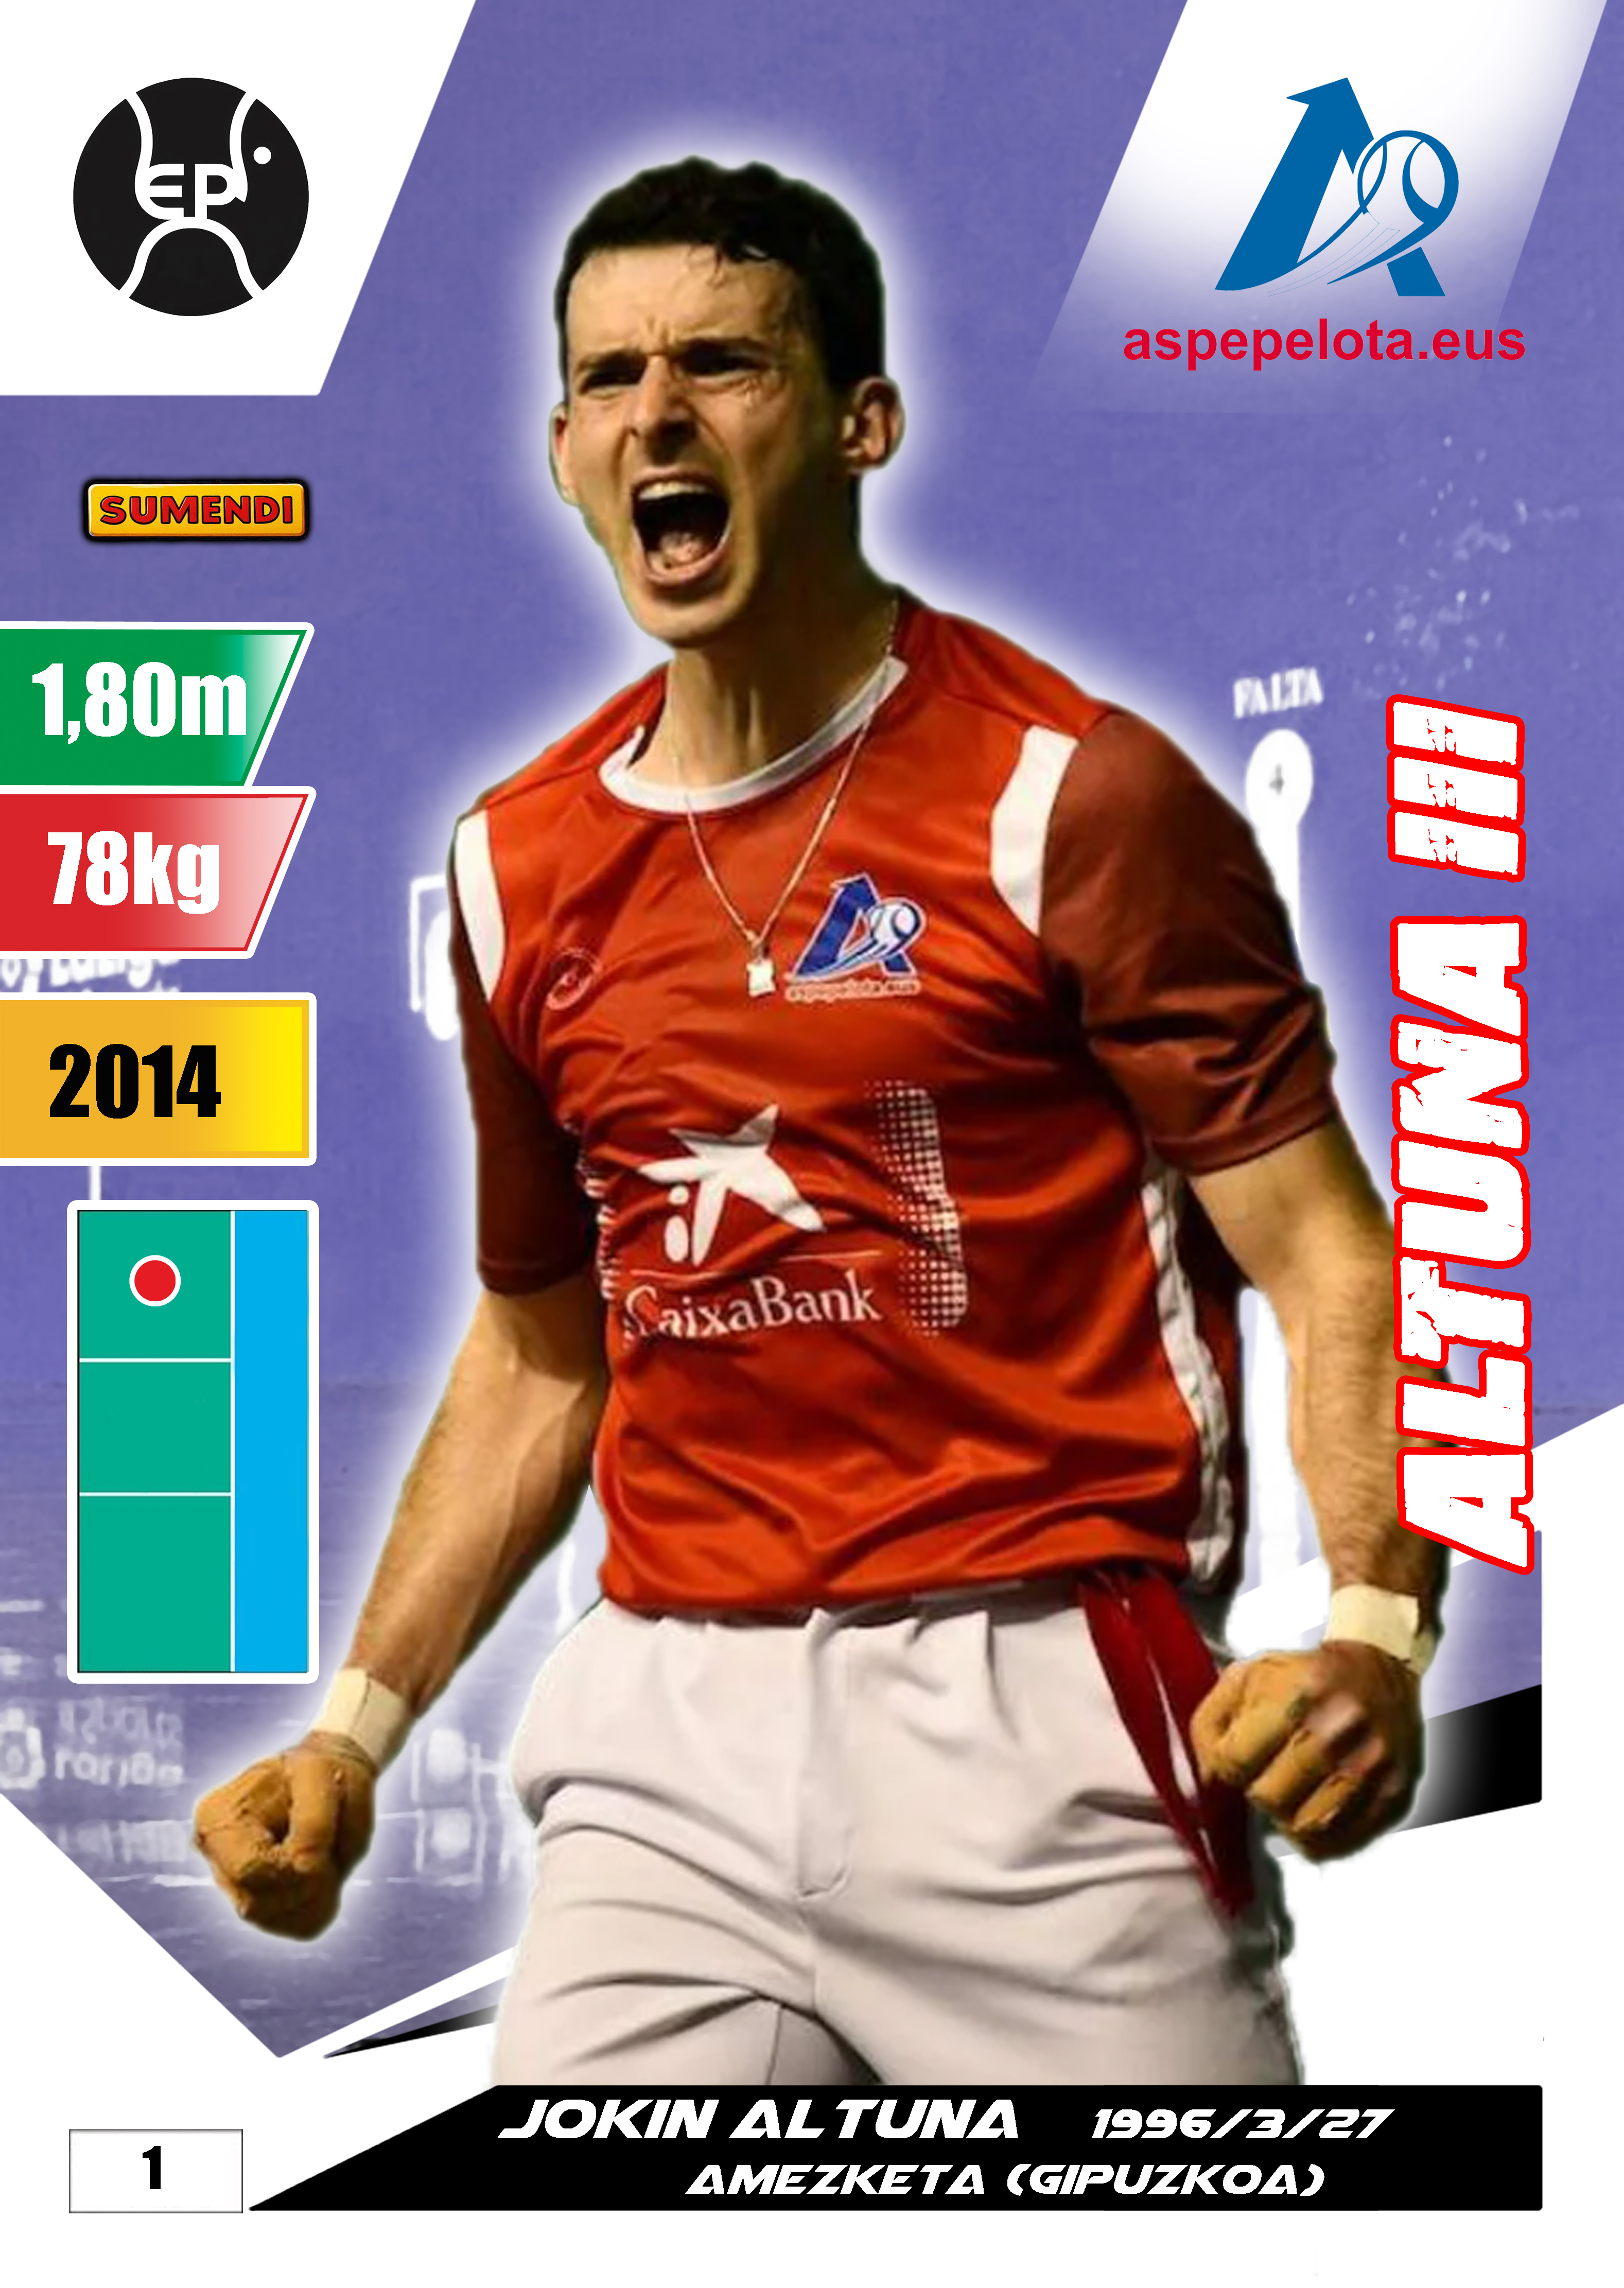 EP
aspepelota.eus
SUMENDI
1,80m
78kg
2014
FALTA
4
aspepelota.eus
CaixaBank
ALTUNA III
JOKIN ALTUNA 1996/3/27
AMEZKETA (GIPUZKOA)
1